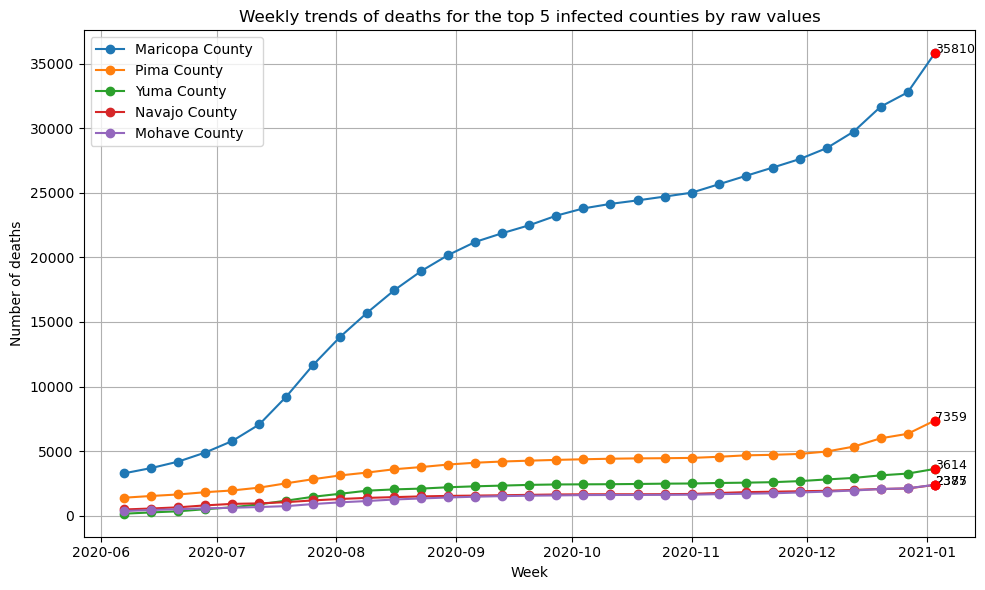 Weekly trends of deaths for the top 5 infected counties by raw values
Maricopa County
Pima County
Yuma County
Navajo County
Mohave County
35810
7359
3614
35000
30000
25000
20000
15000
10000
5000
0
Number of deaths
2020-06
2020-07
2020-08
2020-09
2020-10
2020-11
2020-12
2021-01
Week